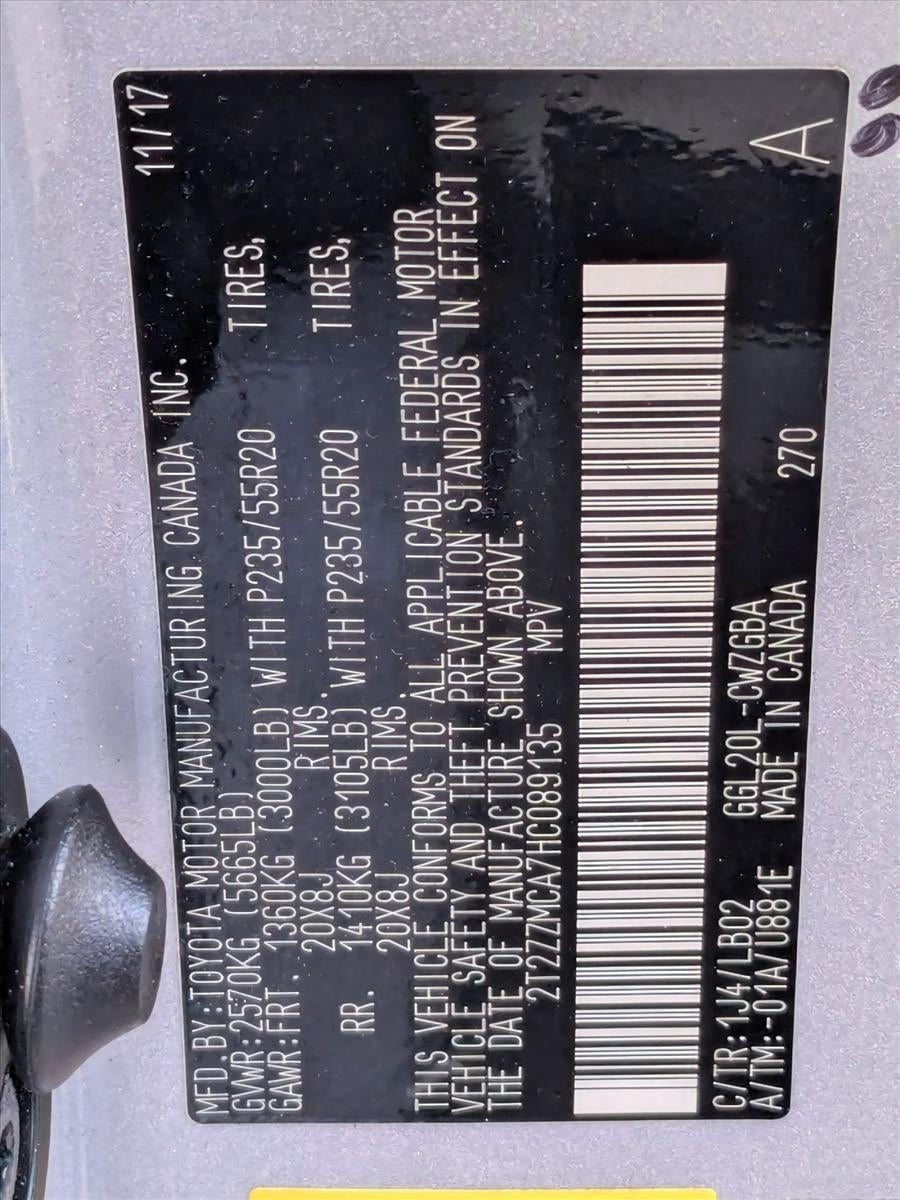 MFD.BY:TOYOTA MOTOR MANUFACTURING CANADA INC. 11/17
GVWR:2570KG (5665LB)
GAWR:FRT. 1360KG (3000LB) WITH P235/55R20 TIRES,
20X8J RIMS.
RR. 1410KG (3105LB) WITH P235/55R20 TIRES,
20X8J RIMS.
THIS VEHICLE CONFORMS TO ALL APPLICABLE FEDERAL MOTOR
VEHICLE SAFETY AND THEFT PREVENTION STANDARDS IN EFFECT ON
THE DATE OF MANUFACTURE SHOWN ABOVE.
2T2ZZMCA7HC089135 MPV
C/TR:1J4/LB02 GGL20L-CWZGBA
A/TM:-01A/U881E MADE IN CANADA 270 A